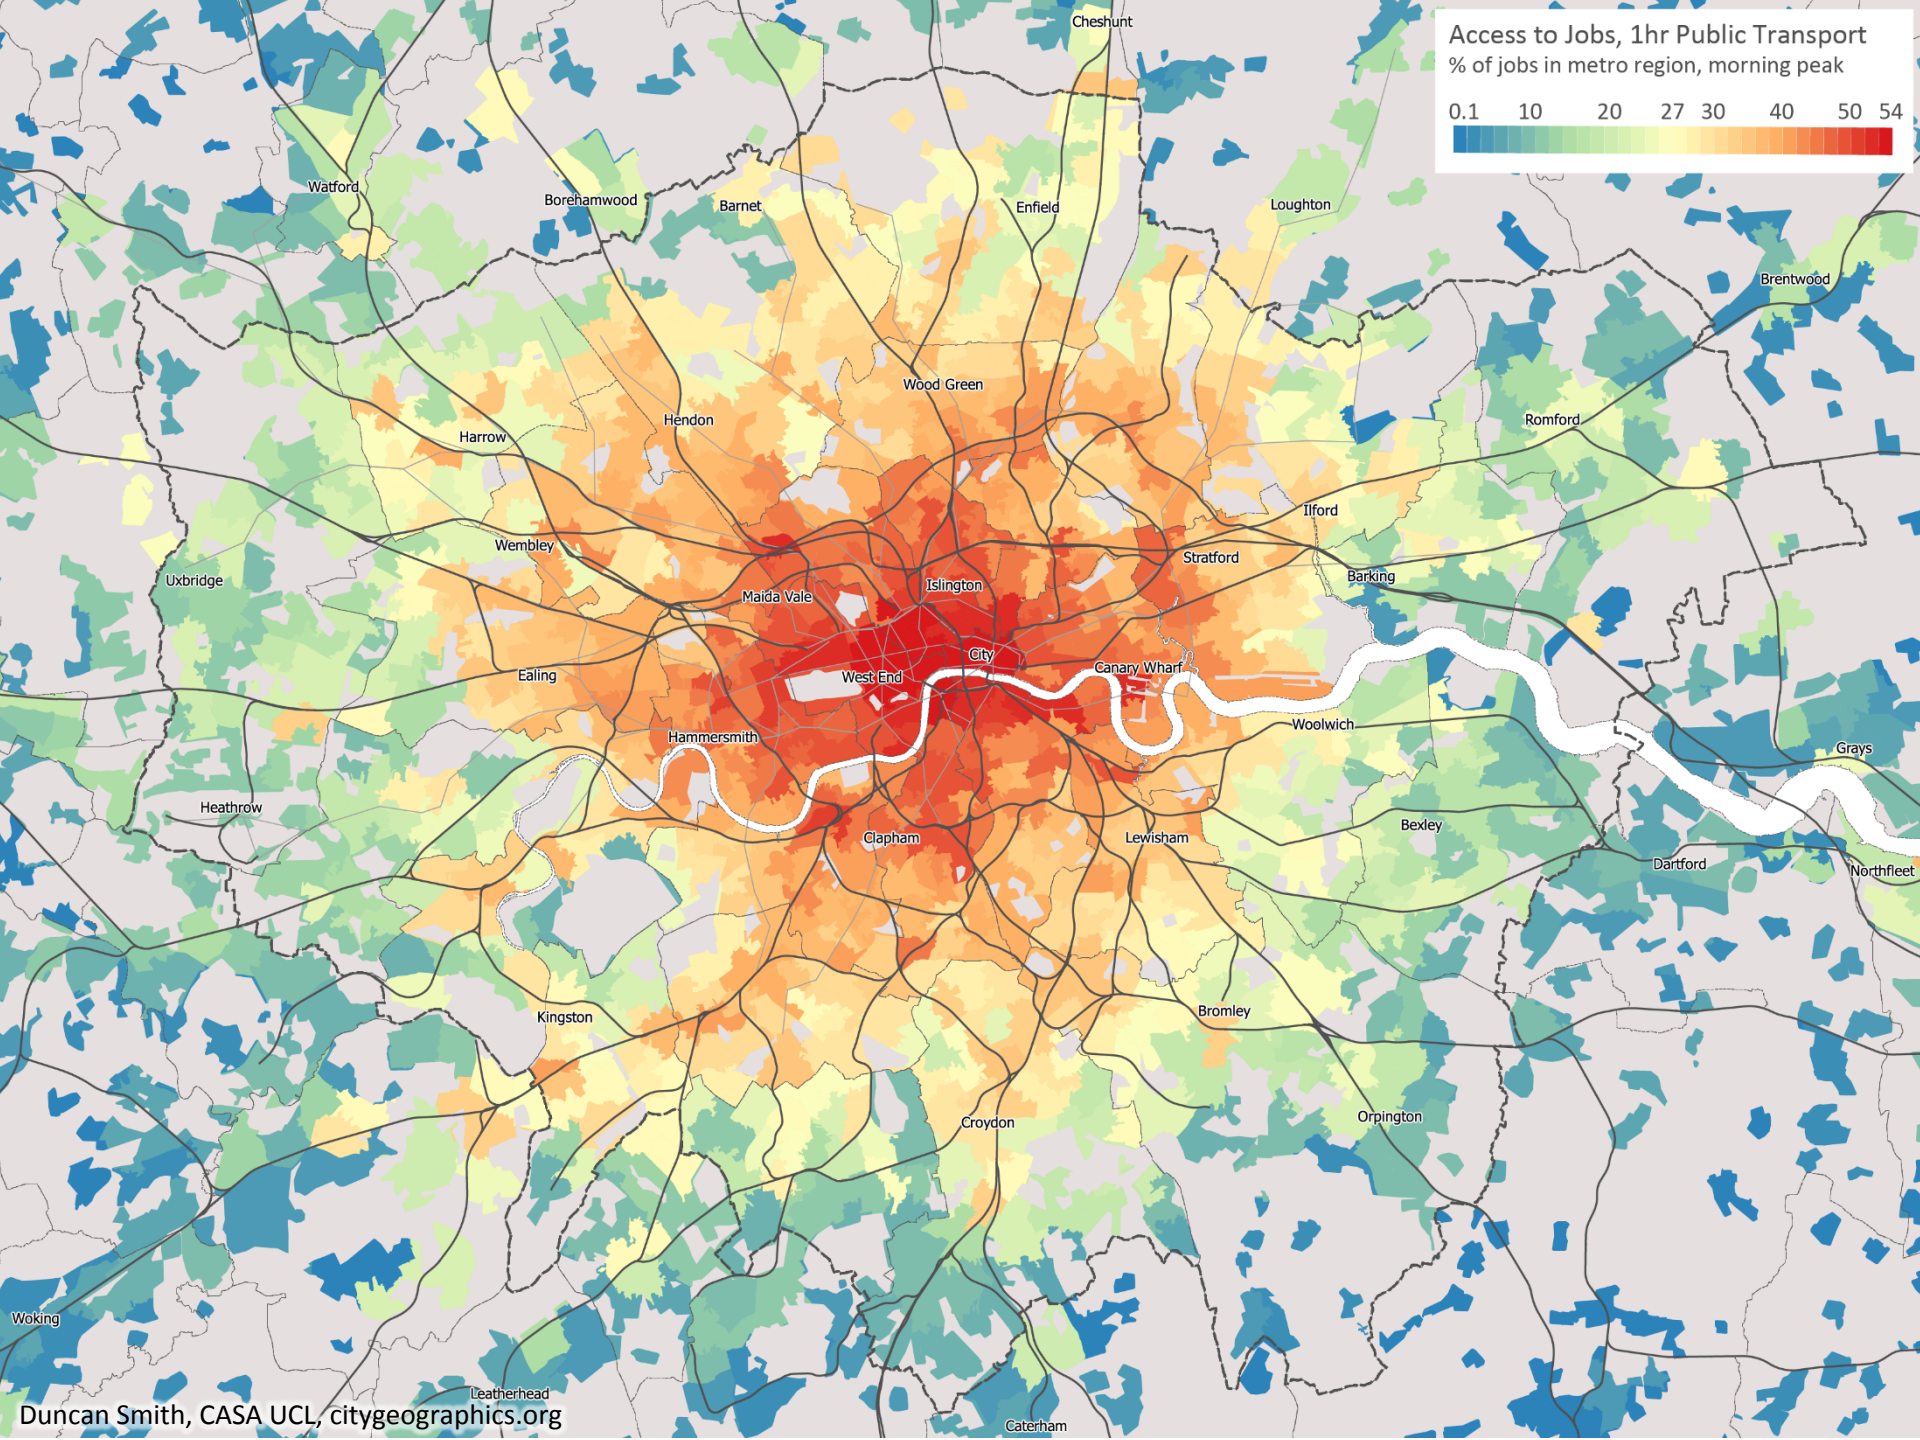 Cheshunt
Access to Jobs, 1hr Public Transport
% of jobs in metro region, morning peak
0.1 10 20 27 30 40 50 54
Watford
Borehamwood
Barnet
Enfield
Loughton
Brentwood
Wood Green
Hendon
Harrow
Romford
Ilford
Wembley
Stratford
Uxbridge
Barking
Islington
Maida Vale
City
Canary Wharf
Ealing
West End
Woolwich
Hammersmith
Grays
Heathrow
Bexley
Clapham
Lewisham
Dartford
Northfleet
Kingston
Bromley
Orpington
Croydon
Woking
Leatherhead
Duncan Smith, CASA UCL, citygeographics.org
Caterham